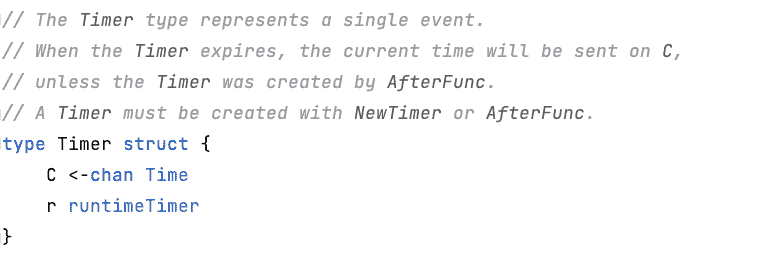 // The Timer type represents a single event.
// When the Timer expires, the current time will be sent on C,
// unless the Timer was created by AfterFunc.
// A Timer must be created with NewTimer or AfterFunc.
type Timer struct {
    C <-chan Time
    r runtimeTimer
}